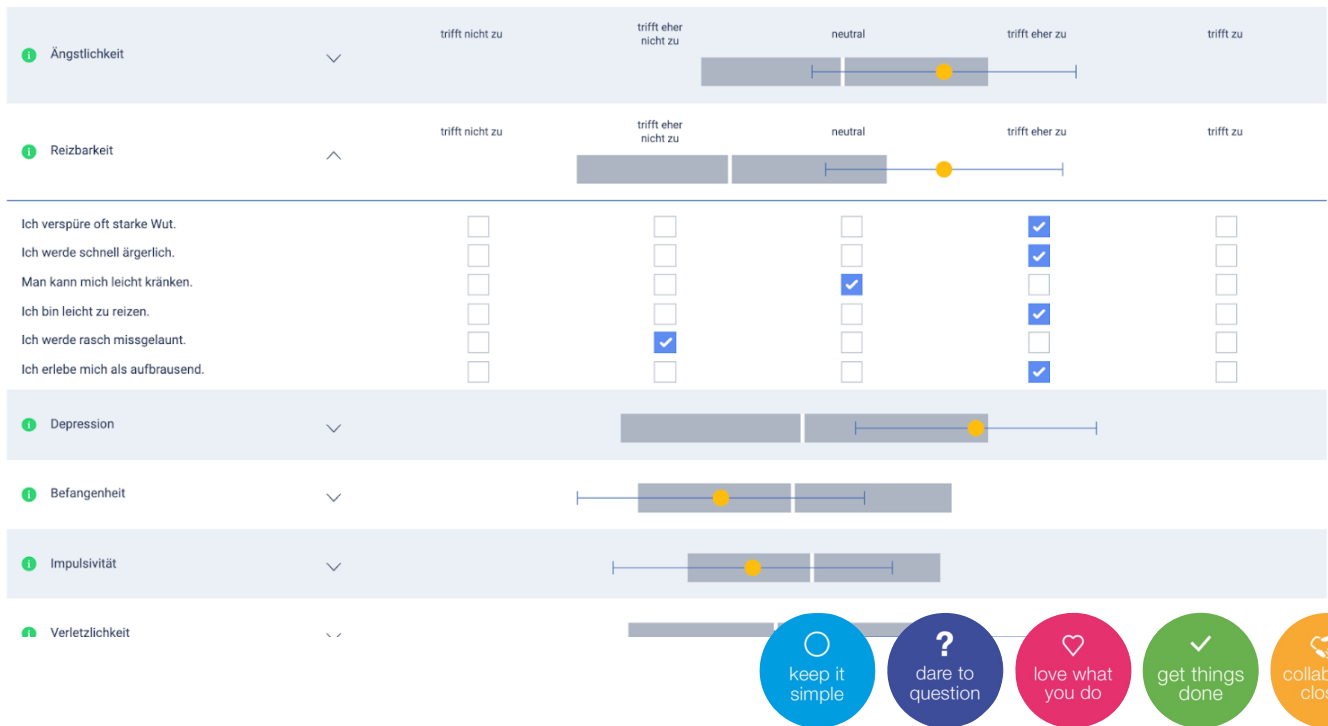 Ängstlichkeit
trifft nicht zu
trifft eher
nicht zu
neutral
trifft eher zu
trifft zu
Reizbarkeit
trifft nicht zu
trifft eher
nicht zu
neutral
trifft eher zu
trifft zu
Ich verspüre oft starke Wut.
Ich werde schnell ärgerlich.
Man kann mich leicht kränken.
Ich bin leicht zu reizen.
Ich werde rasch missgelaunt.
Ich erlebe mich als aufbrausend.
Depression
Befangenheit
Impulsivität
Verletzlichkeit
keep it
simple
?
dare to
question
love what
you do
get things
done